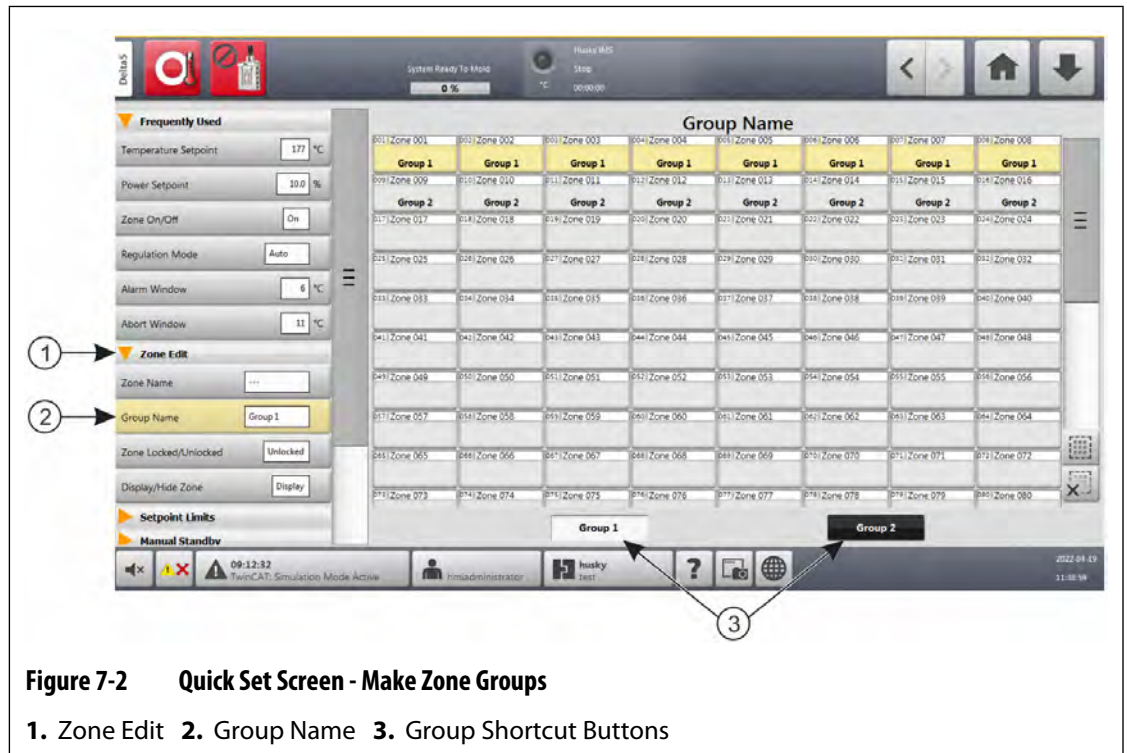 Delta5
System Ready To Mold
0 %
°C
Husky IMS
Stop
00:00:00
Frequently Used
Temperature Setpoint 177 °C
Power Setpoint 10.0 %
Zone On/Off On
Regulation Mode Auto
Alarm Window 6 °C
Abort Window 11 °C
1
Zone Edit
Zone Name ---
2
Group Name Group 1
Zone Locked/Unlocked Unlocked
Display/Hide Zone Display
Setpoint Limits
Manual Standby
Group Name
001 Zone 001 002 Zone 002 003 Zone 003 004 Zone 004 005 Zone 005 006 Zone 006 007 Zone 007 008 Zone 008
Group 1 Group 1 Group 1 Group 1 Group 1 Group 1 Group 1 Group 1
009 Zone 009 010 Zone 010 011 Zone 011 012 Zone 012 013 Zone 013 014 Zone 014 015 Zone 015 016 Zone 016
Group 2 Group 2 Group 2 Group 2 Group 2 Group 2 Group 2 Group 2
017 Zone 017 018 Zone 018 019 Zone 019 020 Zone 020 021 Zone 021 022 Zone 022 023 Zone 023 024 Zone 024
025 Zone 025 026 Zone 026 027 Zone 027 028 Zone 028 029 Zone 029 030 Zone 030 031 Zone 031 032 Zone 032
033 Zone 033 034 Zone 034 035 Zone 035 036 Zone 036 037 Zone 037 038 Zone 038 039 Zone 039 040 Zone 040
041 Zone 041 042 Zone 042 043 Zone 043 044 Zone 044 045 Zone 045 046 Zone 046 047 Zone 047 048 Zone 048
049 Zone 049 050 Zone 050 051 Zone 051 052 Zone 052 053 Zone 053 054 Zone 054 055 Zone 055 056 Zone 056
057 Zone 057 058 Zone 058 059 Zone 059 060 Zone 060 061 Zone 061 062 Zone 062 063 Zone 063 064 Zone 064
065 Zone 065 066 Zone 066 067 Zone 067 068 Zone 068 069 Zone 069 070 Zone 070 071 Zone 071 072 Zone 072
073 Zone 073 074 Zone 074 075 Zone 075 076 Zone 076 077 Zone 077 078 Zone 078 079 Zone 079 080 Zone 080
Group 1 Group 2
09:12:32
TwinCAT: Simulation Mode Active
hmiadministrator
husky
test
?
2022-04-19
3
Figure 7-2 Quick Set Screen - Make Zone Groups
1. Zone Edit 2. Group Name 3. Group Shortcut Buttons